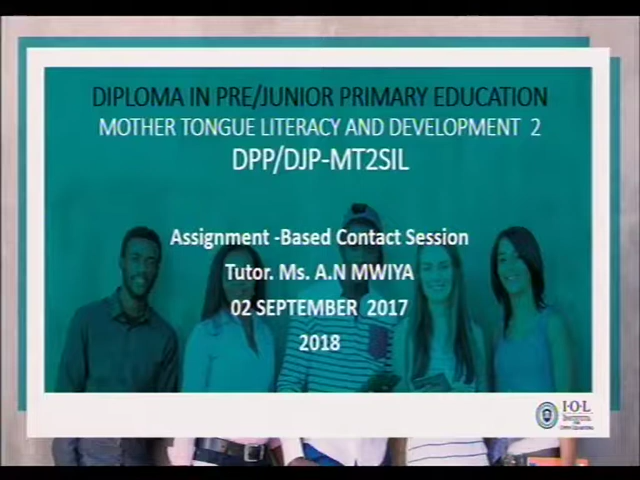 DIPLOMA IN PRE/JUNIOR PRIMARY EDUCATION
MOTHER TONGUE LITERACY AND DEVELOPMENT 2
DPP/DJP-MT2SIL
Assignment -Based Contact Session
Tutor. Ms. A.N MWIYA
02 SEPTEMBER 2017
2018
I·O·L